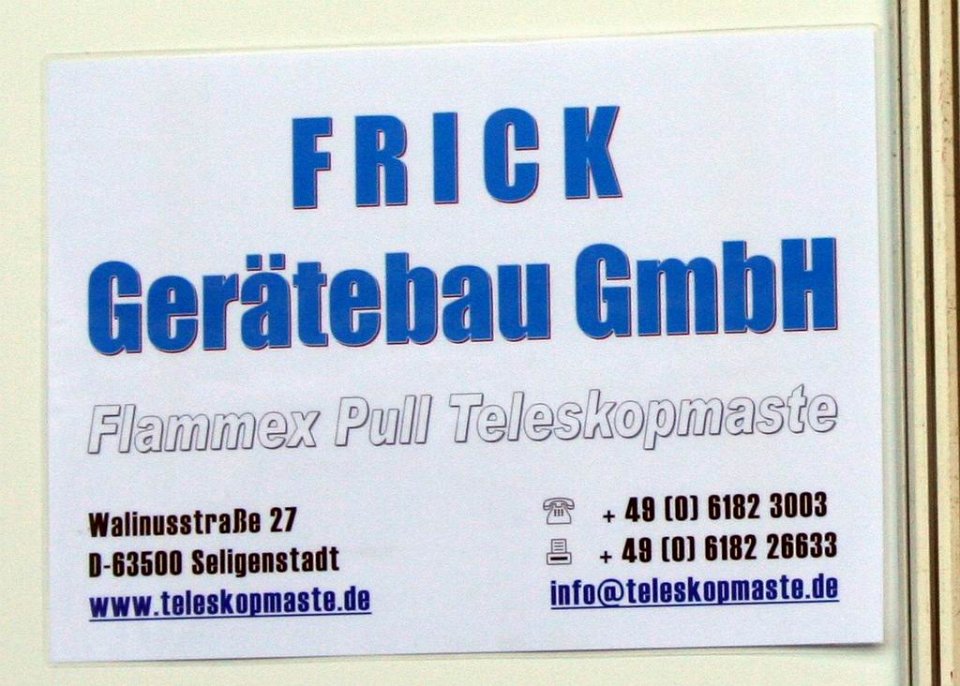 FRICK
Gerätebau GmbH
Flammex Pull Teleskopmaste
Walinusstraße 27
D-63500 Seligenstadt
www.teleskopmaste.de
+ 49 (0) 6182 3003
+ 49 (0) 6182 26633
info@teleskopmaste.de